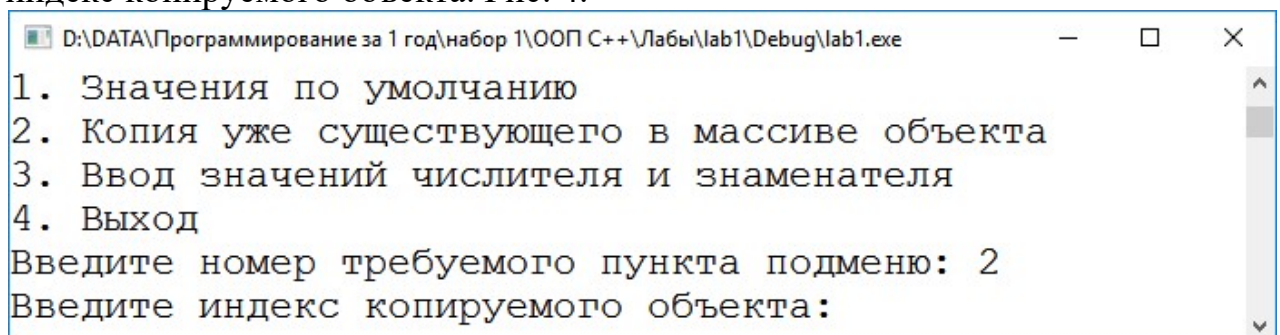 индекс копируемого объекта. Рис. 4.
D:\DATA\Программирование за 1 год\набор 1\ООП C++\Лабы\lab1\Debug\lab1.exe
1. Значения по умолчанию
2. Копия уже существующего в массиве объекта
3. Ввод значений числителя и знаменателя
4. Выход
Введите номер требуемого пункта подменю: 2
Введите индекс копируемого объекта: